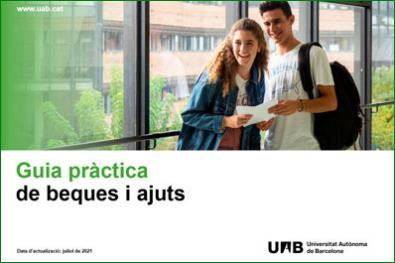 www.uab.cat
Guia pràctica
de beques i ajuts
Data d'actualització: juliol de 2021
UAB Universitat Autònoma
de Barcelona